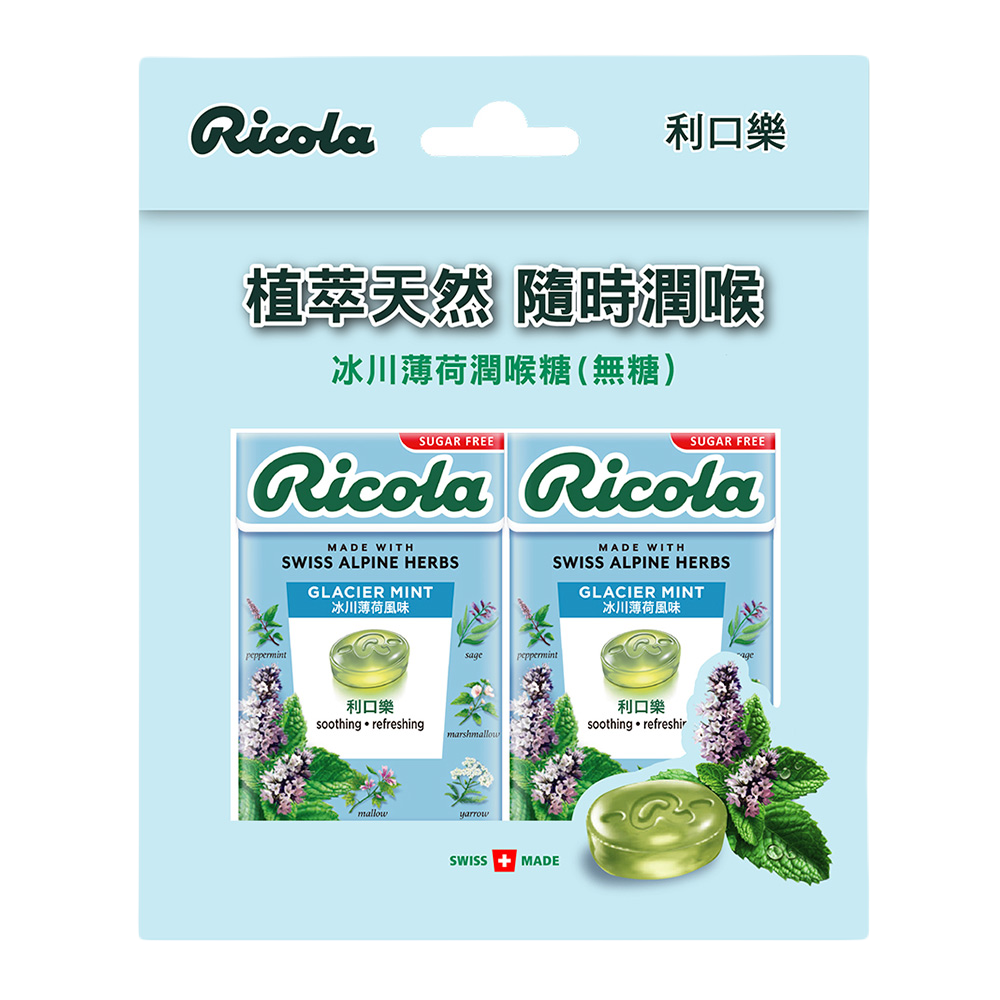 Ricola 利口樂
植萃天然 隨時潤喉
冰川薄荷潤喉糖(無糖)
SUGAR FREE
Ricola
MADE WITH
SWISS ALPINE HERBS
GLACIER MINT
冰川薄荷風味
peppermint
sage
利口樂
soothing • refreshing
marshmallow
mallow
yarrow
SUGAR FREE
Ricola
MADE WITH
SWISS ALPINE HERBS
GLACIER MINT
冰川薄荷風味
peppermint
利口樂
soothing •
SWISS MADE